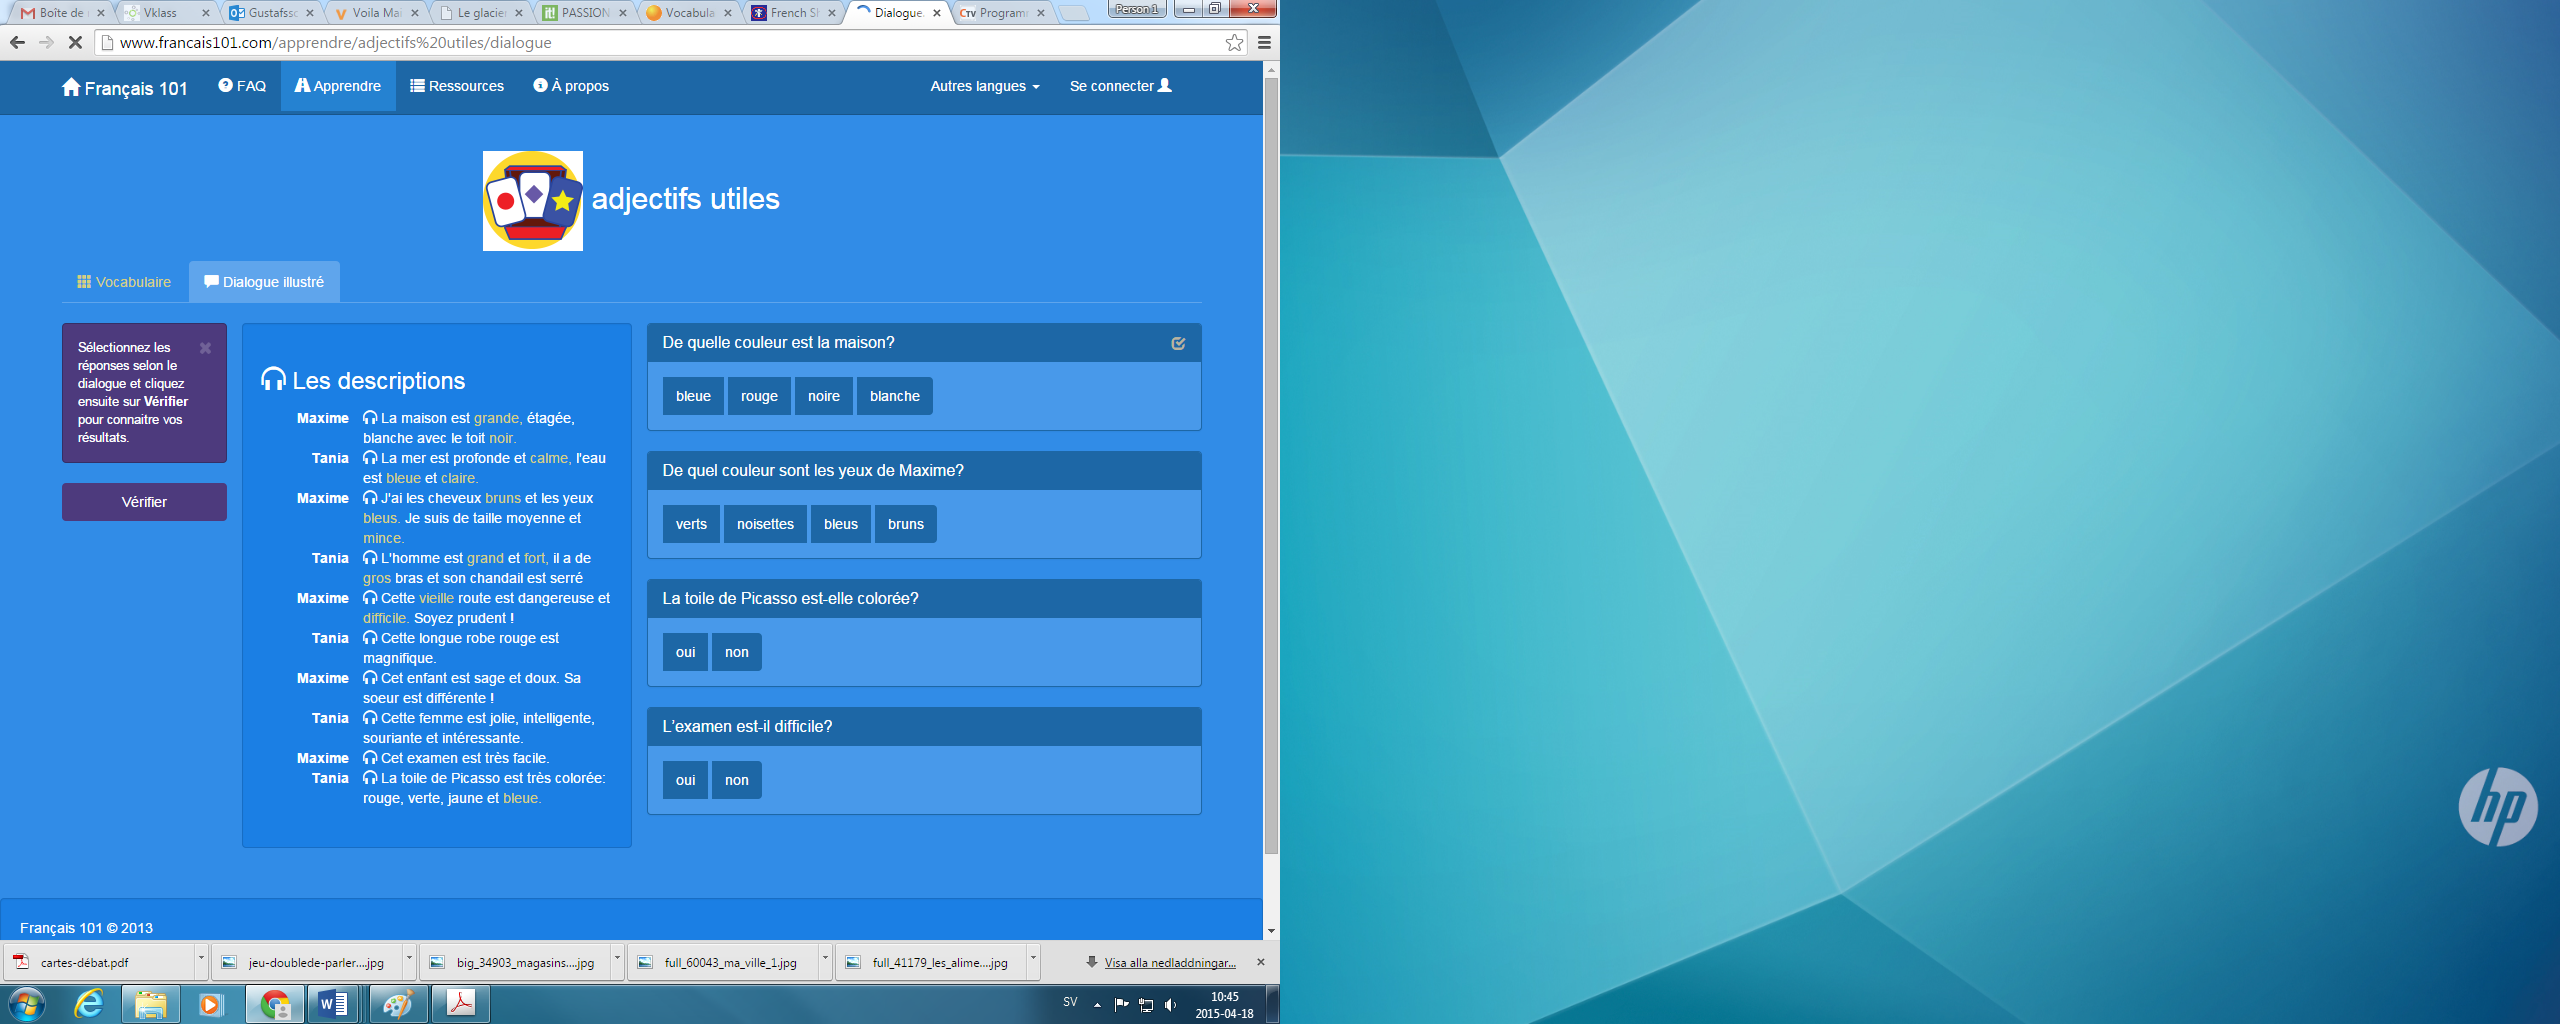 Boîte de
Vklass
Gustafssc
Voila Mai
Le glacier
PASSION
Vocabula
French Sh
Dialogue.
Programm
Person 1
www.francais101.com/apprendre/adjectifs%20utiles/dialogue
Français 101
FAQ
Apprendre
Ressources
À propos
Autres langues
Se connecter
adjectifs utiles
Vocabulaire
Dialogue illustré
Sélectionnez les
réponses selon le
dialogue et cliquez
ensuite sur Vérifier
pour connaitre vos
résultats.
Vérifier
Les descriptions
Maxime La maison est grande, étagée,
blanche avec le toit noir.
Tania La mer est profonde et calme, l'eau
est bleue et claire.
Maxime J'ai les cheveux bruns et les yeux
bleus. Je suis de taille moyenne et
mince.
Tania L'homme est grand et fort, il a de
gros bras et son chandail est serré
Maxime Cette vieille route est dangereuse et
difficile. Soyez prudent !
Tania Cette longue robe rouge est
magnifique.
Maxime Cet enfant est sage et doux. Sa
soeur est différente !
Tania Cette femme est jolie, intelligente,
souriante et intéressante.
Maxime Cet examen est très facile.
Tania La toile de Picasso est très colorée:
rouge, verte, jaune et bleue.
De quelle couleur est la maison?
bleue rouge noire blanche
De quel couleur sont les yeux de Maxime?
verts noisettes bleus bruns
La toile de Picasso est-elle colorée?
oui non
L'examen est-il difficile?
oui non
Français 101 © 2013
cartes-débat.pdf
jeu-doublede-parler....jpg
big_34903_magasins....jpg
full_60043_ma_ville_1.jpg
full_41179_les_alime....jpg
Visa alla nedladdningar...
SV
10:45
2015-04-18
hp